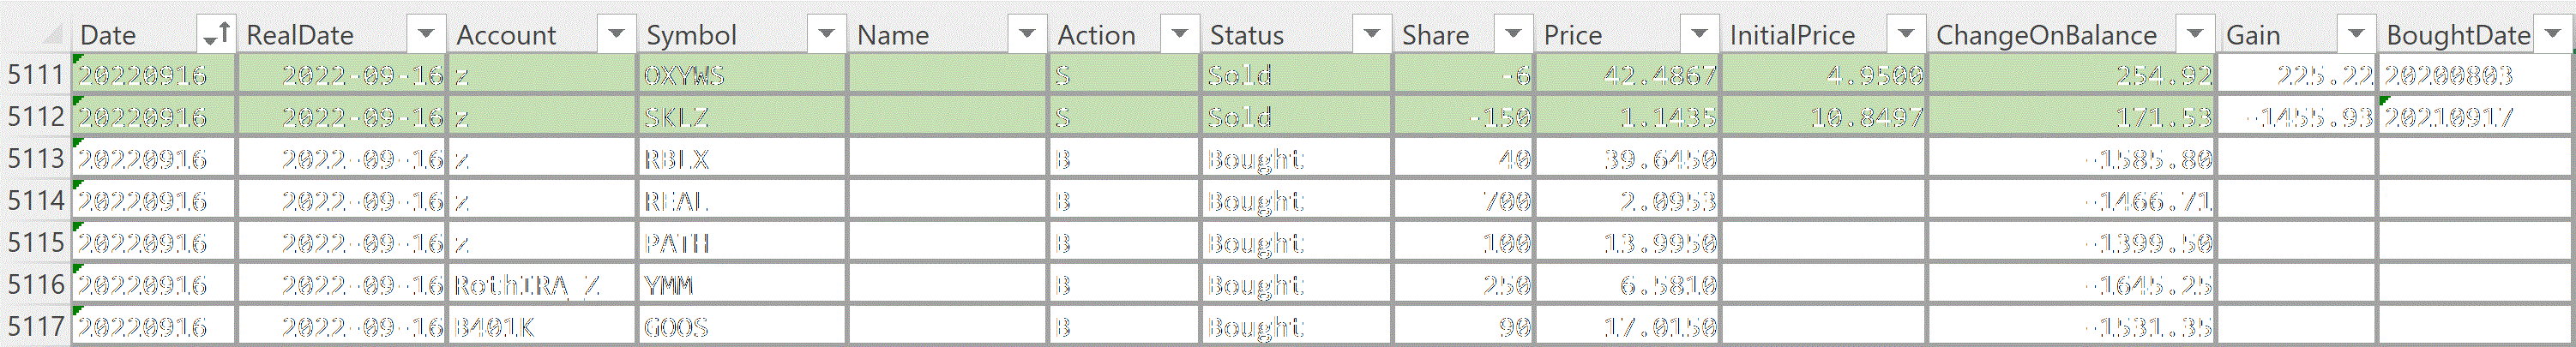 Date RealDate Account Symbol Name Action Status Share Price InitialPrice ChangeOnBalance Gain BoughtDate
5111 20220916 2022-09-16 z OXYWS S Sold -6 42.4867 4.9500 254.92 225.22 20200803
5112 20220916 2022-09-16 z SKLZ S Sold -150 1.1435 10.8497 171.53 -1455.93 20210917
5113 20220916 2022-09-16 z RBLX B Bought 40 39.6450 -1585.80
5114 20220916 2022-09-16 z REAL B Bought 700 2.0953 -1466.71
5115 20220916 2022-09-16 z PATH B Bought 100 13.9950 -1399.50
5116 20220916 2022-09-16 RothIRA_Z YMM B Bought 250 6.5810 -1645.25
5117 20220916 2022-09-16 B401K GOOS B Bought 90 17.0150 -1531.35